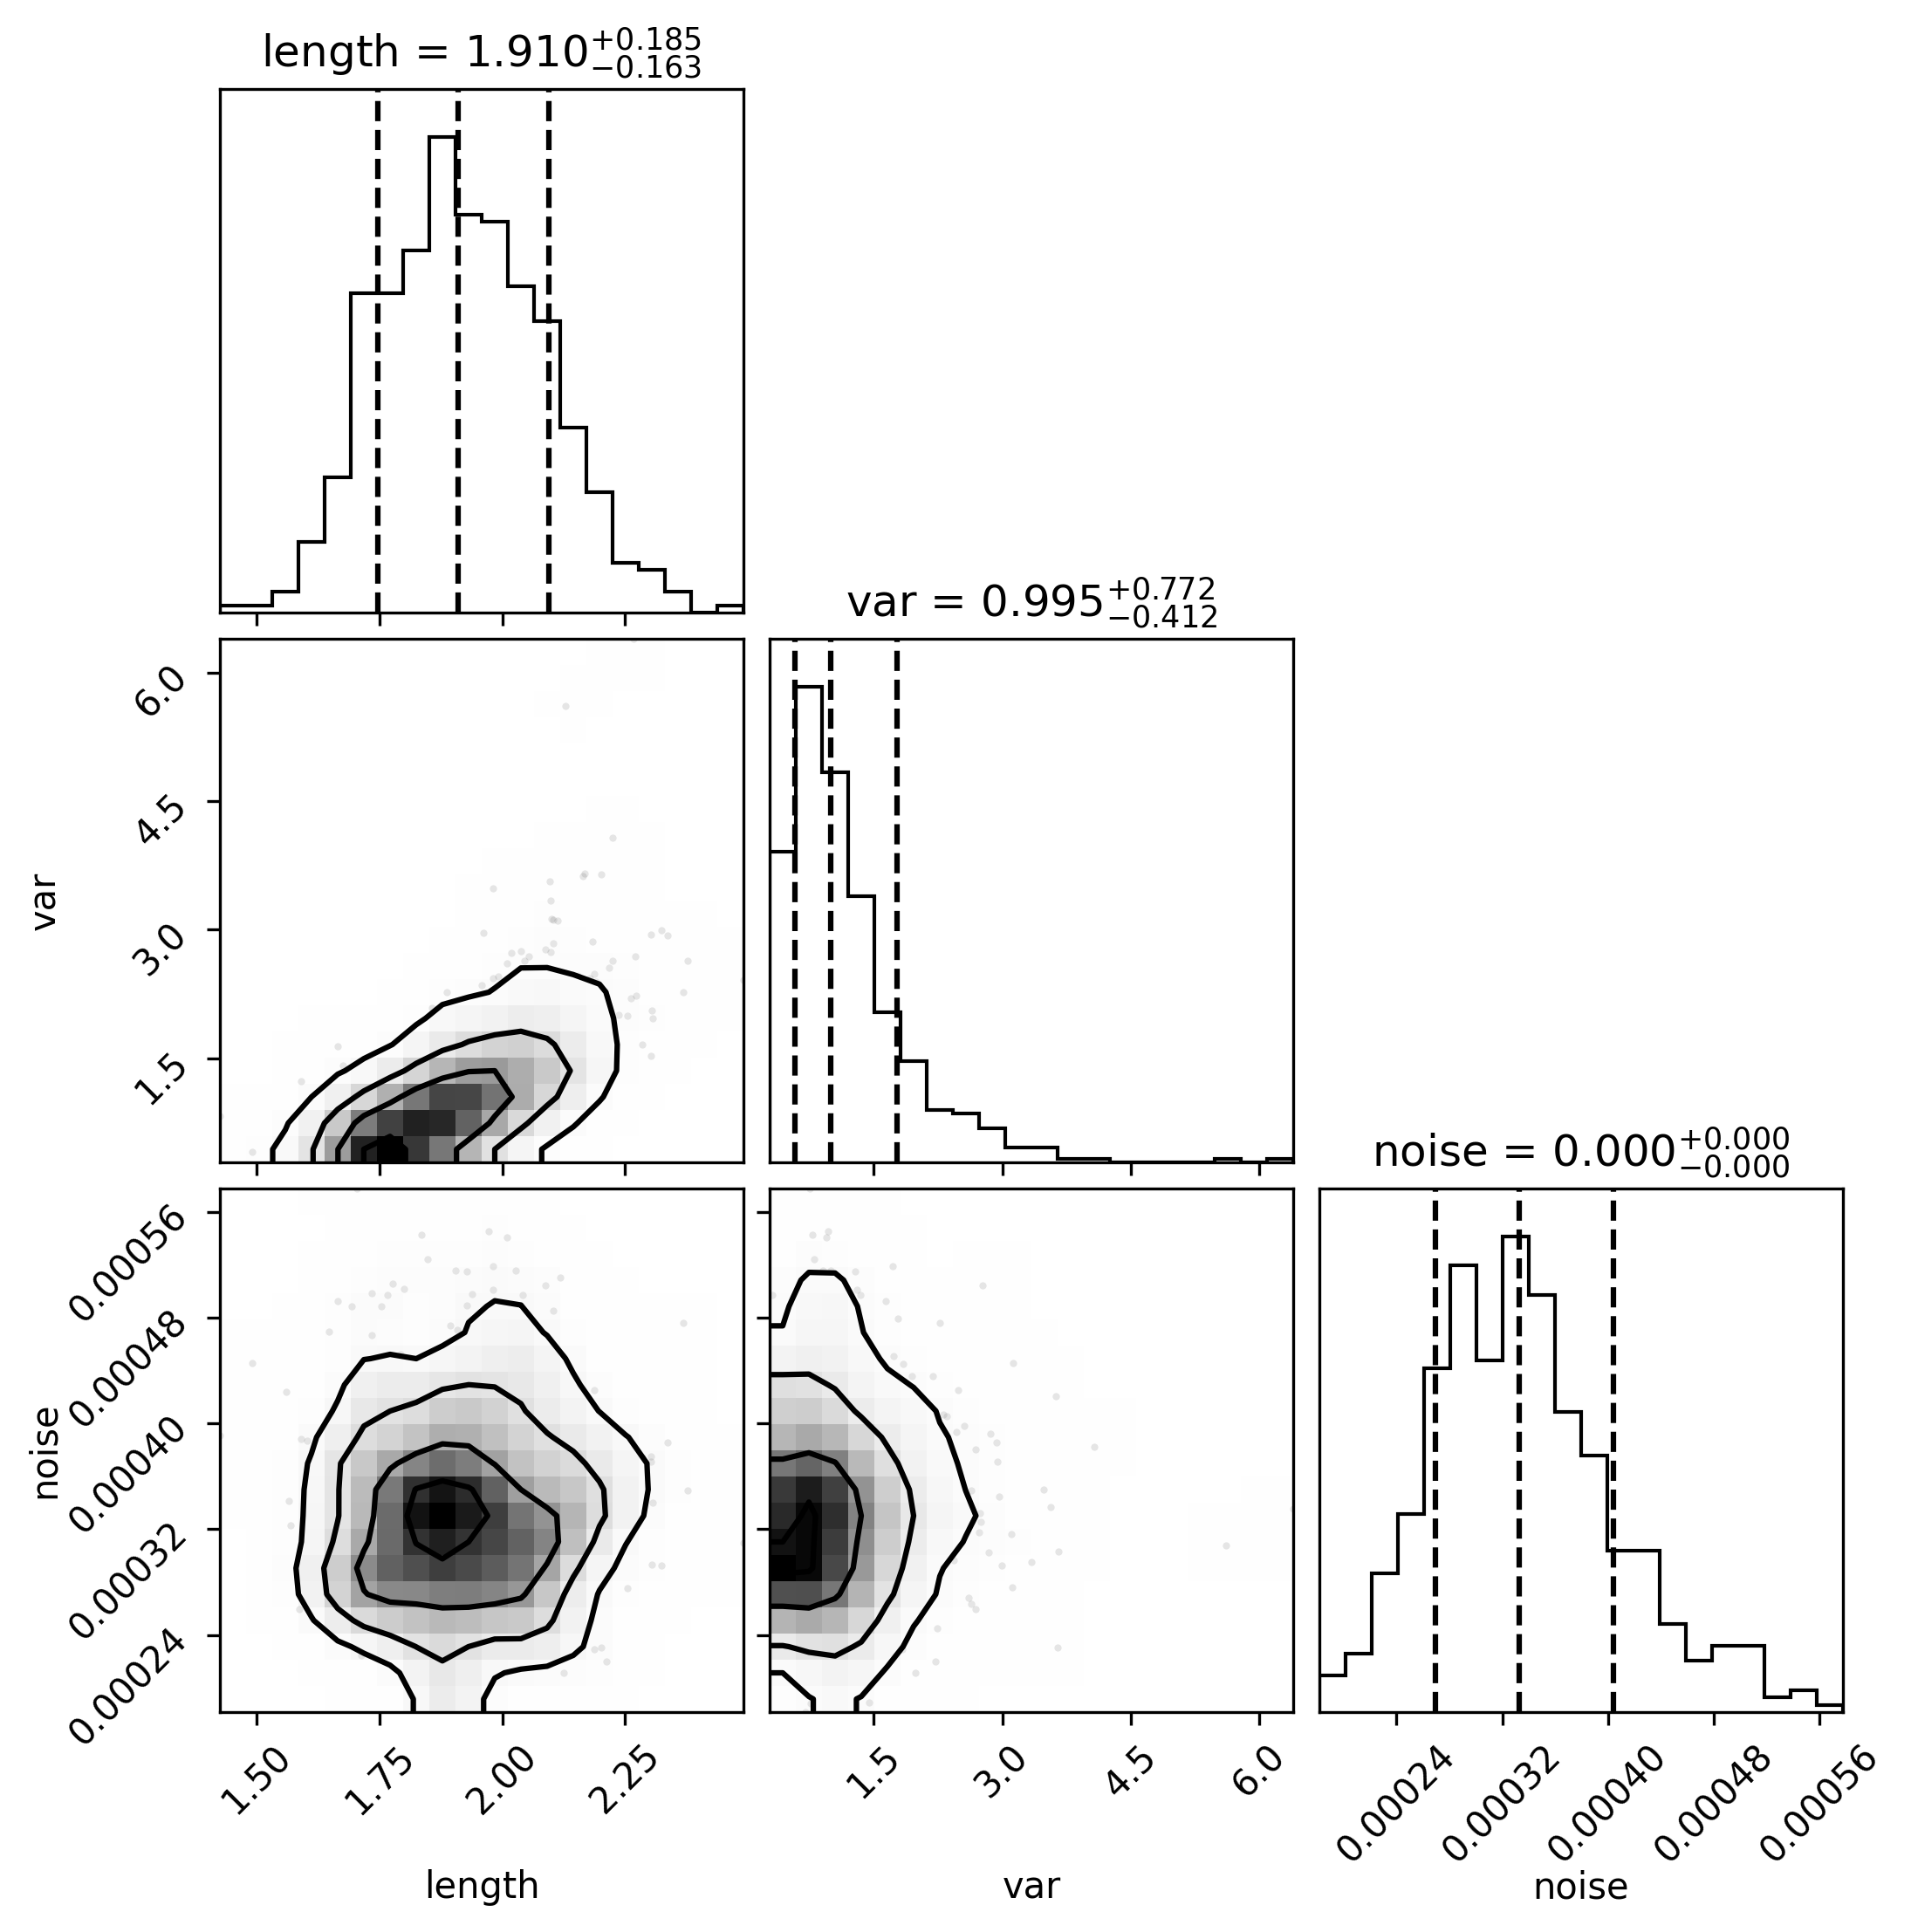 length = 1.910+0.185−0.163
var = 0.995+0.772−0.412
6.0
4.5
3.0
1.5
var
noise = 0.000+0.000−0.000
0.00056
0.00048
0.00040
0.00032
0.00024
noise
1.50 1.75 2.00 2.25
1.5 3.0 4.5 6.0
0.00024 0.00032 0.00040 0.00048 0.00056
length var noise